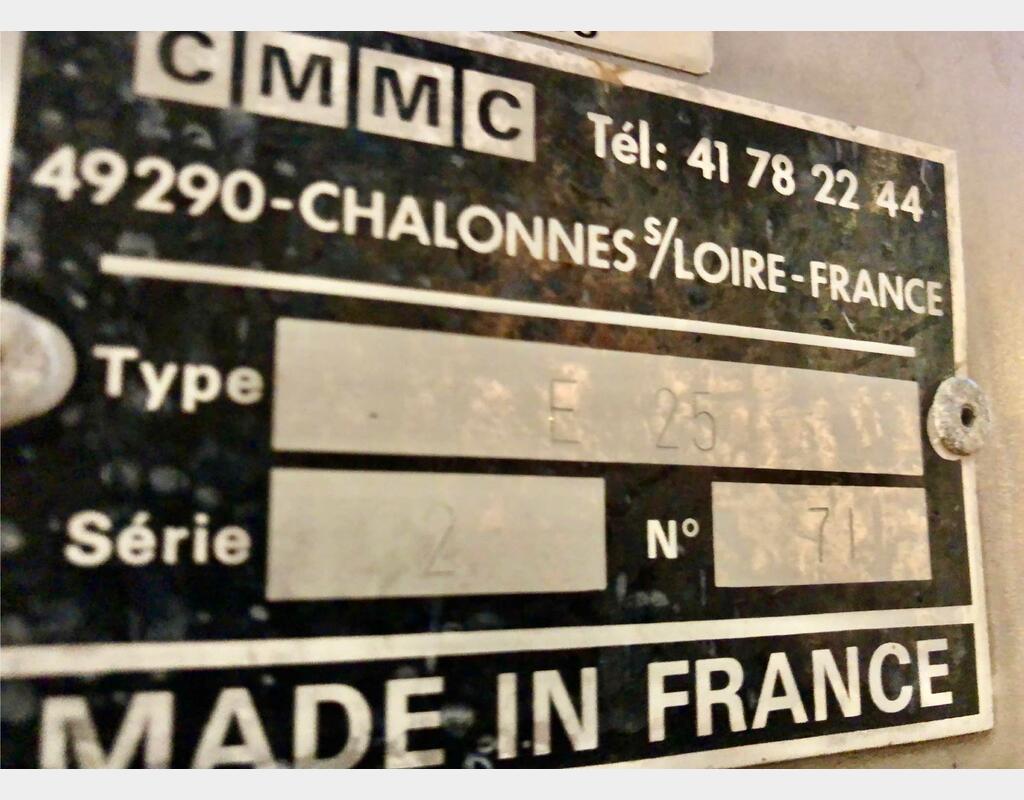 CMMC
Tél: 41 78 22 44
49290-CHALONNES S/LOIRE-FRANCE
Type E 25
Série 2 N° 71
MADE IN FRANCE